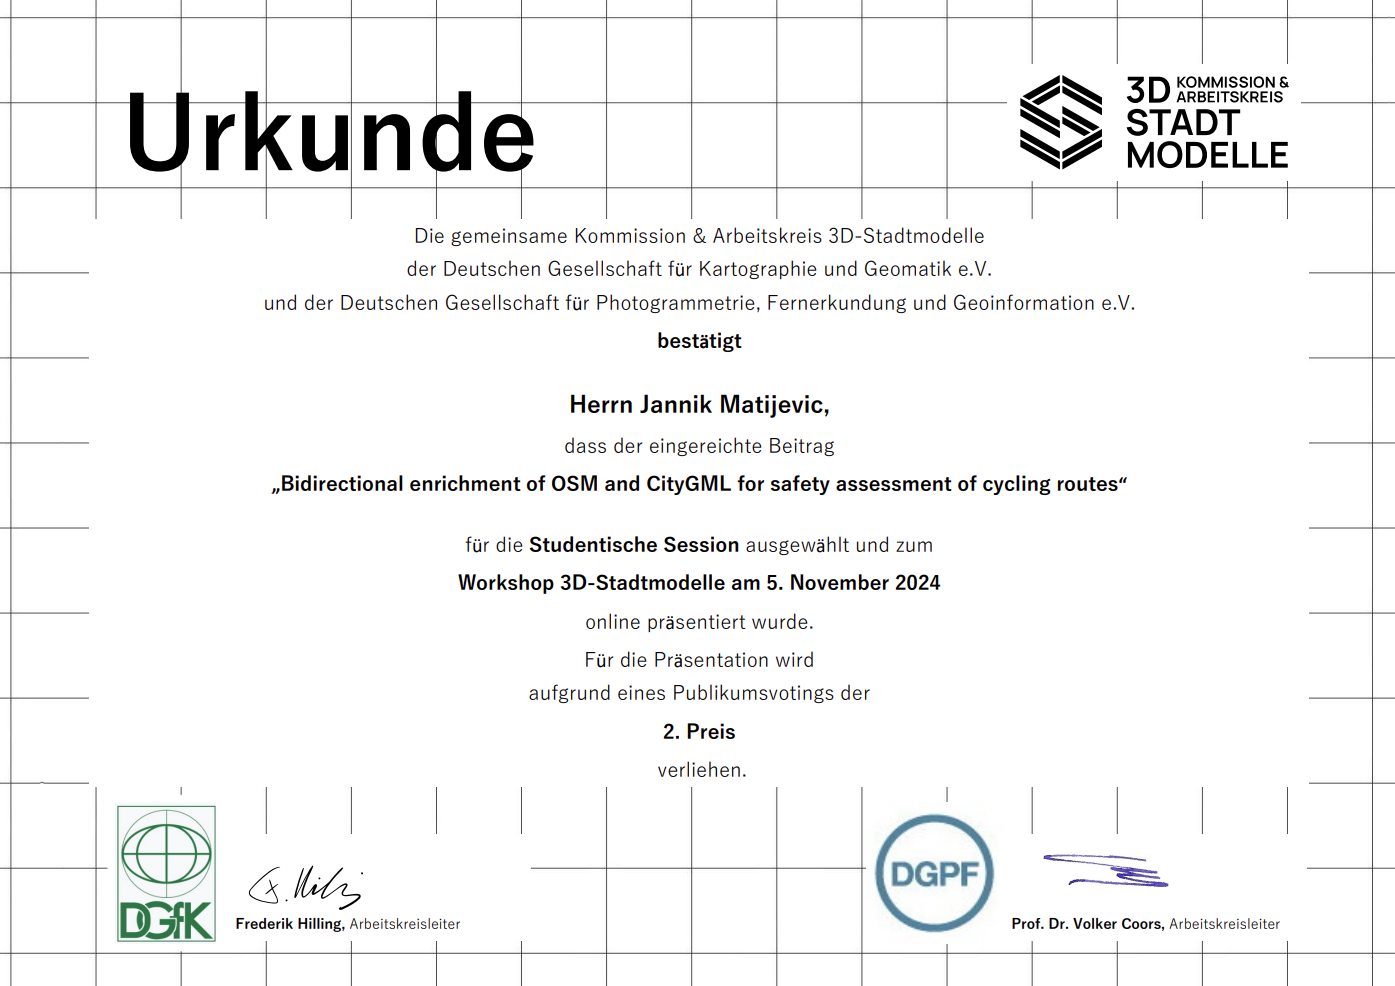 Urkunde
3D KOMMISSION &
ARBEITSKREIS
STADT
MODELLE
Die gemeinsame Kommission & Arbeitskreis 3D-Stadtmodelle
der Deutschen Gesellschaft für Kartographie und Geomatik e.V.
und der Deutschen Gesellschaft für Photogrammetrie, Fernerkundung und Geoinformation e.V.
bestätigt
Herrn Jannik Matijevic,
dass der eingereichte Beitrag
„Bidirectional enrichment of OSM and CityGML for safety assessment of cycling routes“
für die Studentische Session ausgewählt und zum
Workshop 3D-Stadtmodelle am 5. November 2024
online präsentiert wurde.
Für die Präsentation wird
aufgrund eines Publikumsvotings der
2. Preis
verliehen.
DGfK
F. Hilling
Frederik Hilling, Arbeitskreisleiter
DGPF
Prof. Dr. Volker Coors, Arbeitskreisleiter